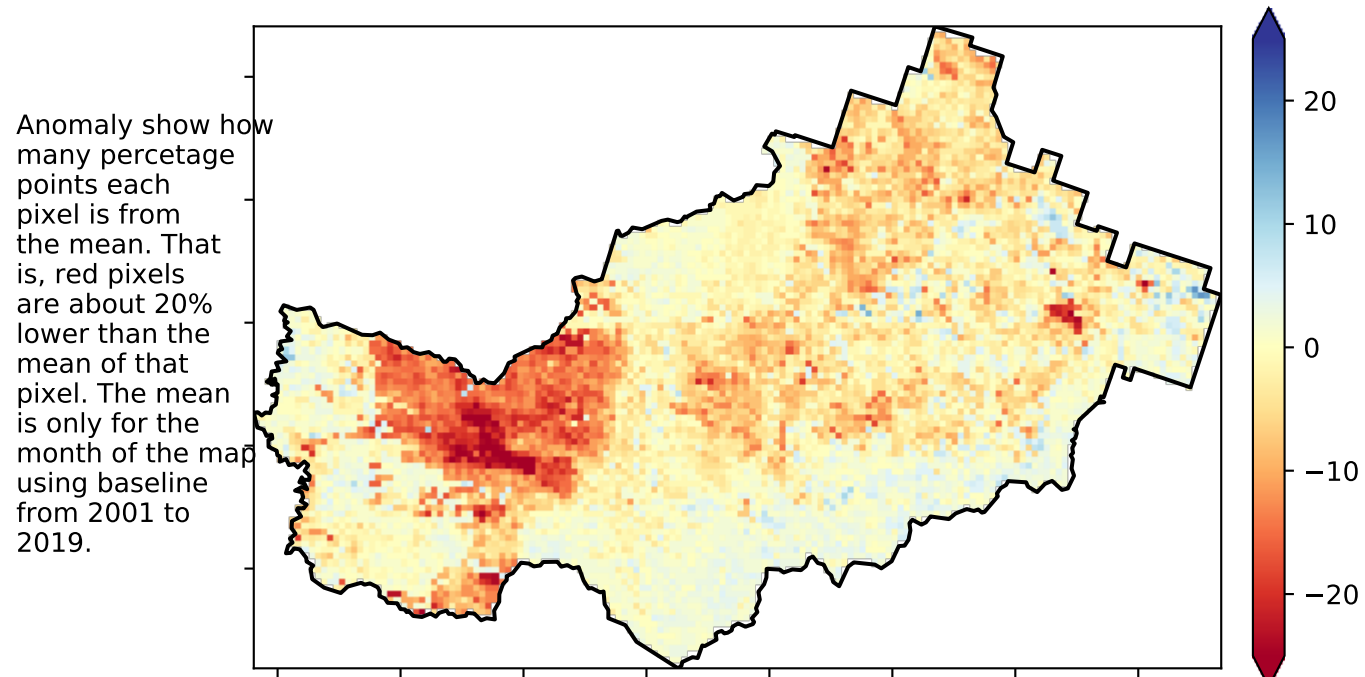 Anomaly show how
many percetage
points each
pixel is from
the mean. That
is, red pixels
are about 20%
lower than the
mean of that
pixel. The mean
is only for the
month of the map
using baseline
from 2001 to
2019.
20
10
0
−10
−20